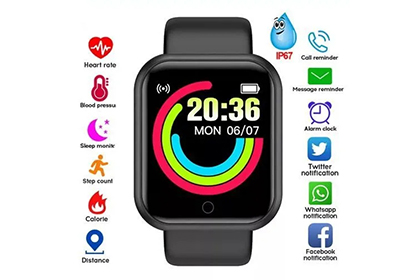 Heart rate
Blood pressu
Sleep monitr
Step count
Calorie
Distance
20:36
MON 06/07
IP67
Call reminder
Message reminder
Alarm clock
Twitter
notification
Whatsapp
notification
Facebook
notification